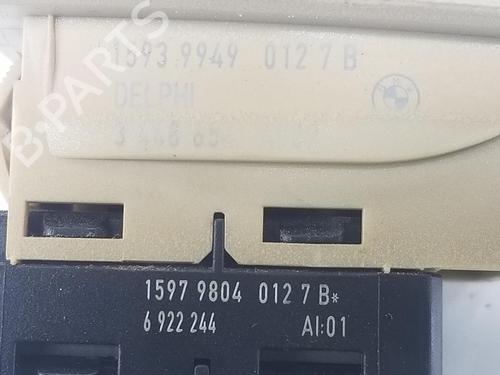 1593 9949 012 7 B
DELPHI
B-PARTS
1597 9804 012 7 B*
6 922 244 AI:01